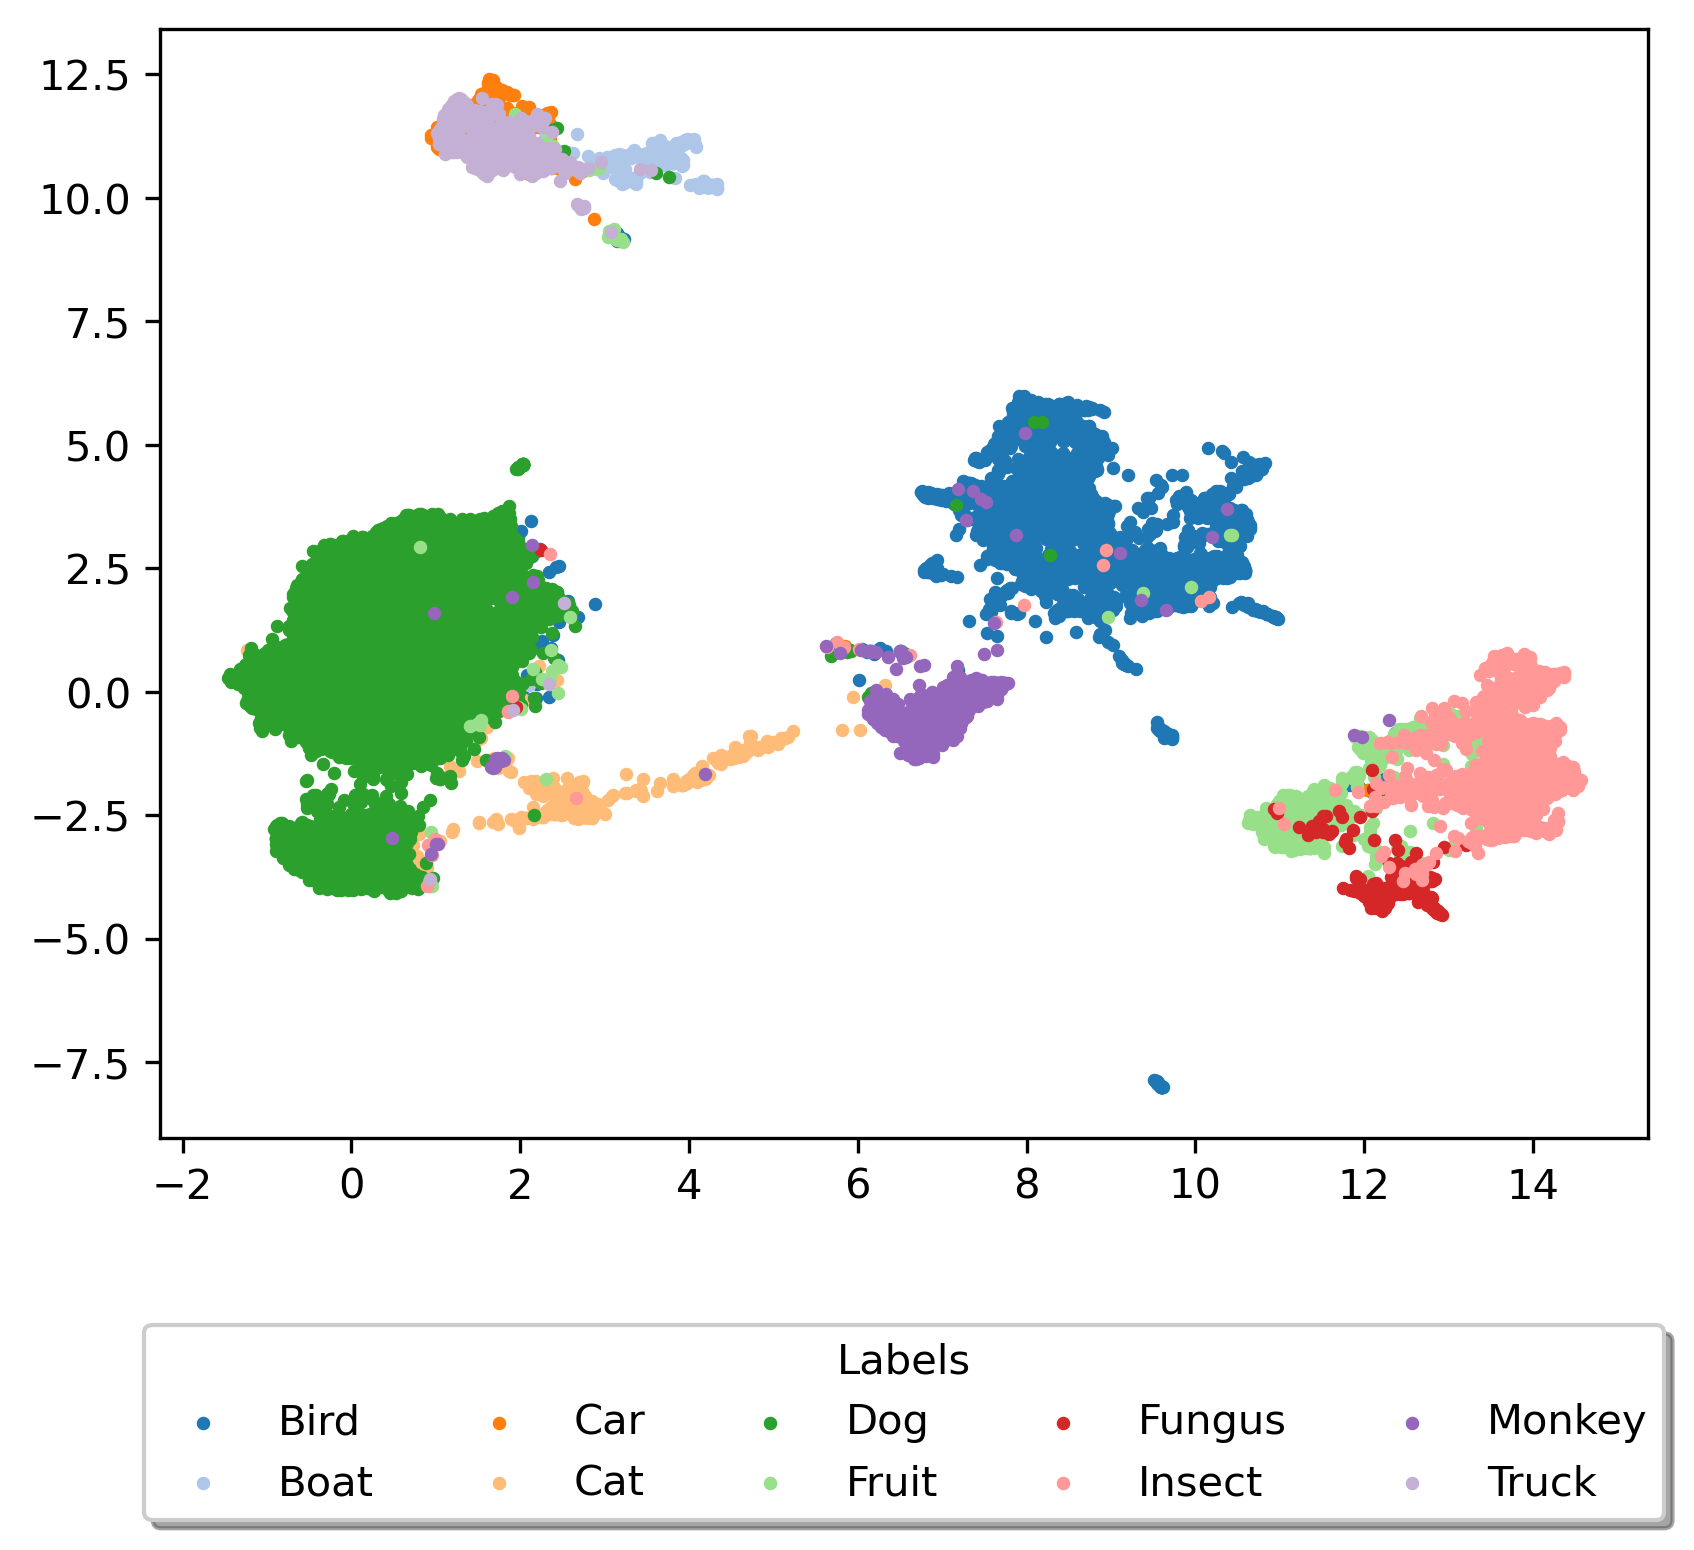 12.5
10.0
7.5
5.0
2.5
0.0
−2.5
−5.0
−7.5
−2 0 2 4 6 8 10 12 14
Labels
Bird Car Dog Fungus Monkey
Boat Cat Fruit Insect Truck